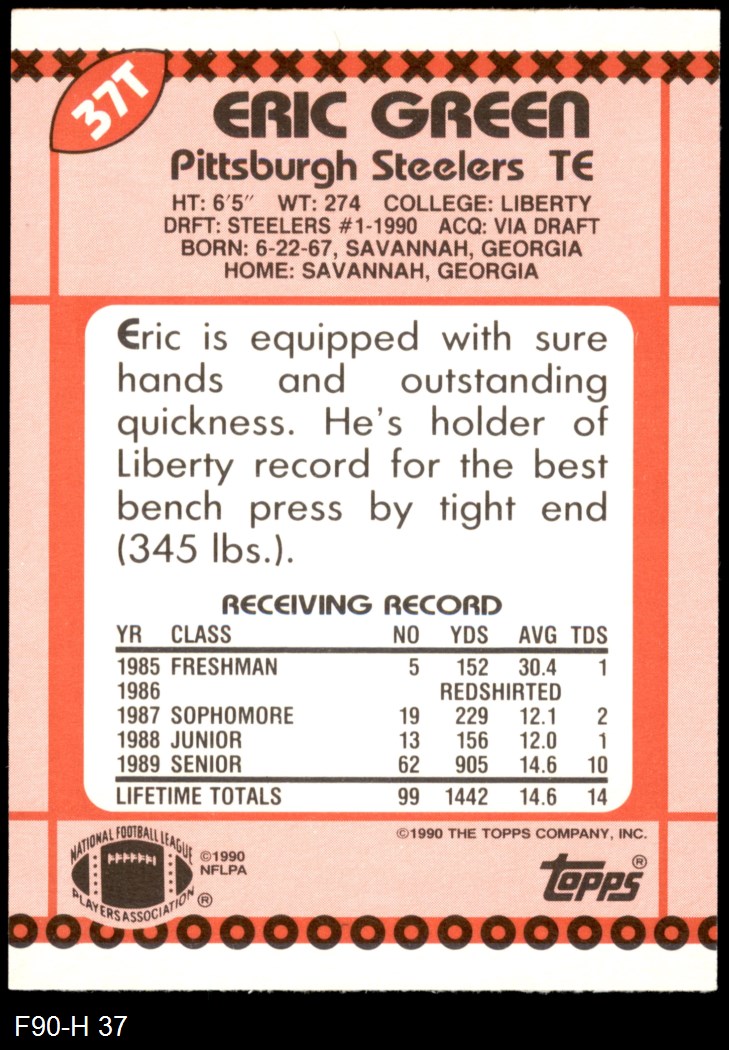 37T
ERIC GREEN
Pittsburgh Steelers TE
HT: 6'5" WT: 274 COLLEGE: LIBERTY
DRFT: STEELERS #1-1990 ACQ: VIA DRAFT
BORN: 6-22-67, SAVANNAH, GEORGIA
HOME: SAVANNAH, GEORGIA
Eric is equipped with sure
hands and outstanding
quickness. He's holder of
Liberty record for the best
bench press by tight end
(345 lbs.).
RECEIVING RECORD
YR CLASS NO YDS AVG TDS
1985 FRESHMAN 5 152 30.4 1
1986 REDSHIRTED
1987 SOPHOMORE 19 229 12.1 2
1988 JUNIOR 13 156 12.0 1
1989 SENIOR 62 905 14.6 10
LIFETIME TOTALS 99 1442 14.6 14
©1990 THE TOPPS COMPANY, INC.
NATIONAL FOOTBALL LEAGUE
PLAYERS ASSOCIATION
®
©1990
NFLPA
topps®
F90-H 37